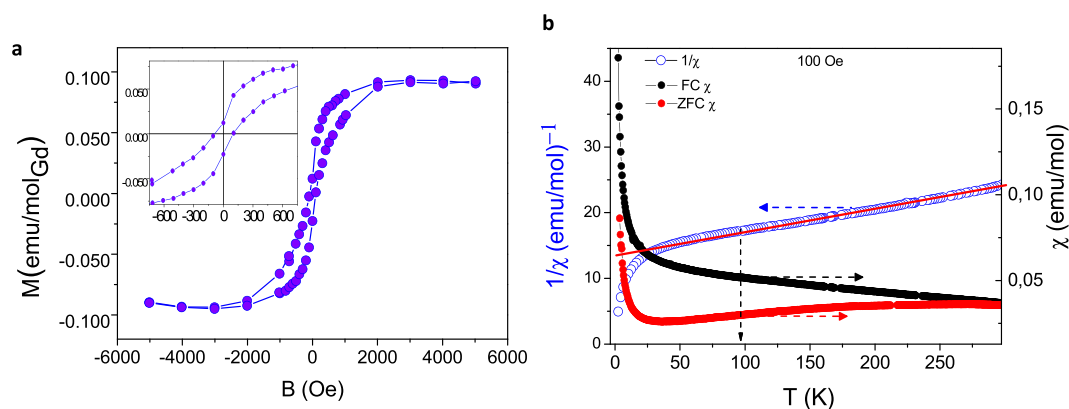 a
M(emu/mol_Gd)
0.100
0.050
0.000
-0.050
-0.100
-6000 -4000 -2000 0 2000 4000 6000
B (Oe)
0.050
0.000
-0.050
-600 -300 0 300 600
b
1/χ (emu/mol)⁻¹
40
30
20
10
0
1/χ
FC χ
ZFC χ
100 Oe
0,15
0,10
0,05
0,00
χ (emu/mol)
0 50 100 150 200 250
T (K)